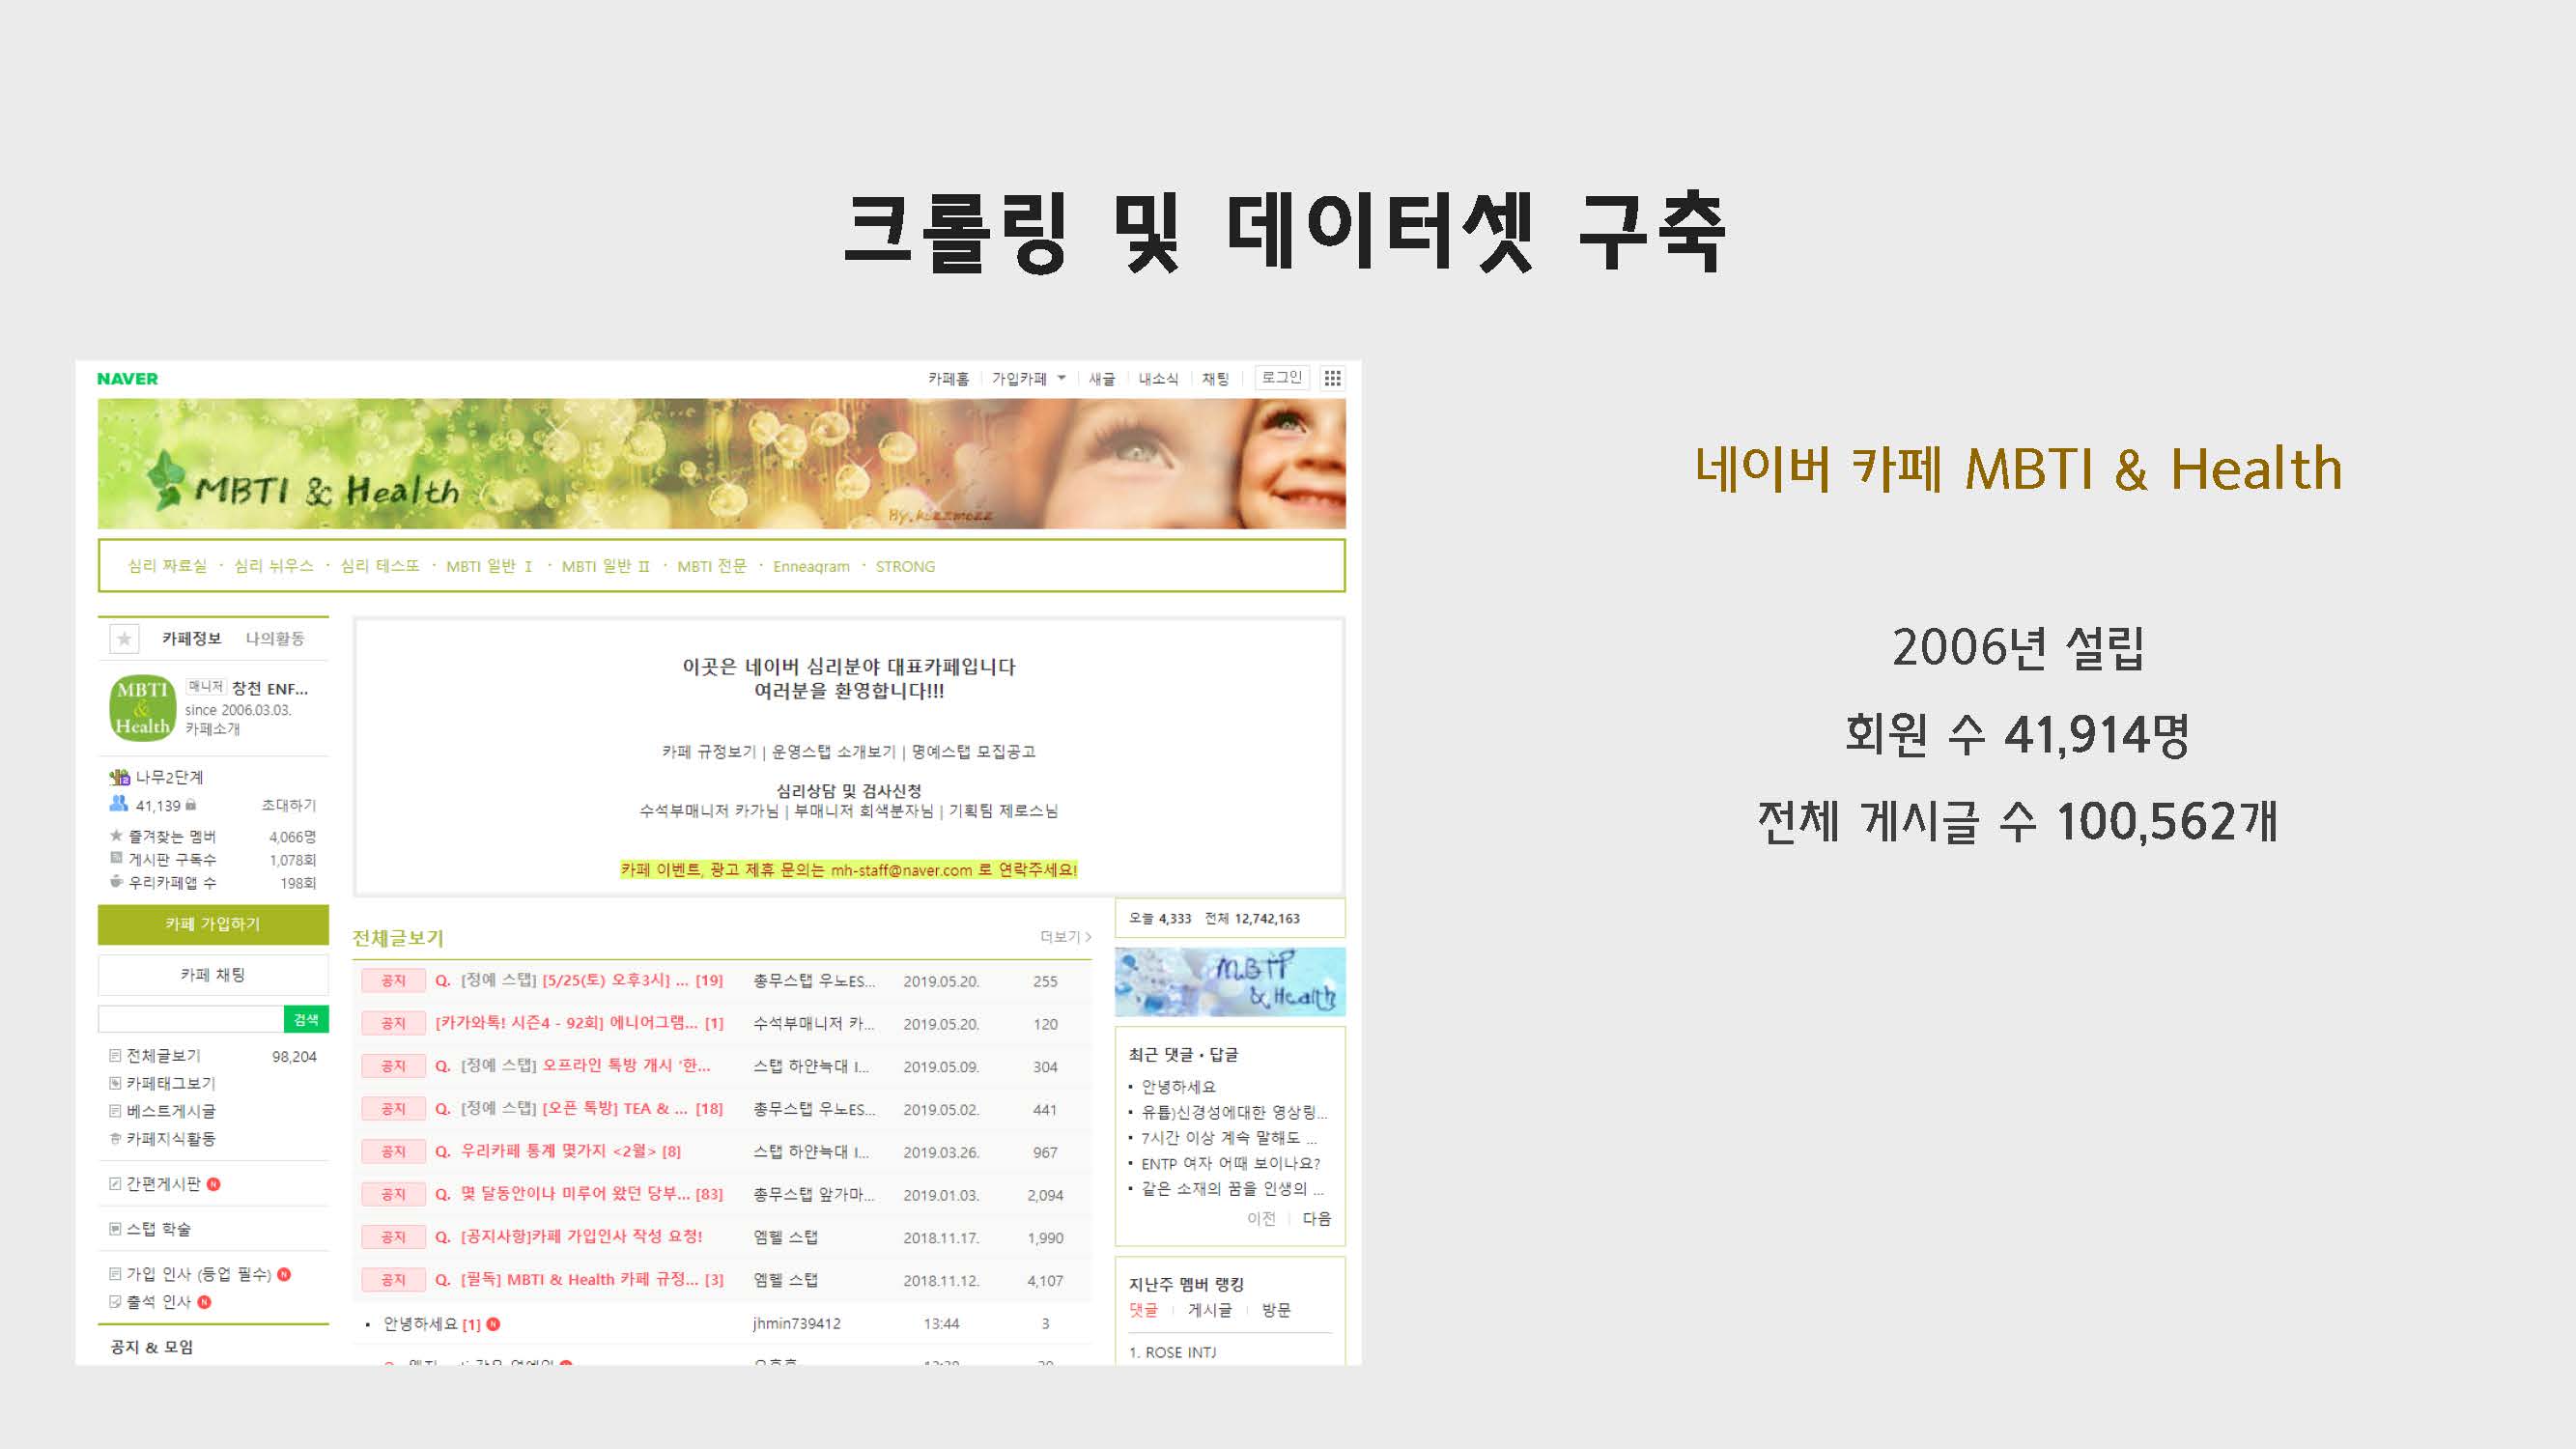 크롤링 및 데이터셋 구축
NAVER
카페홈 가입카페 새글 내소식 채팅 로그인
MBTI & Health
By.kozzmozz
심리 짜료실 · 심리 뉘우스 · 심리 테스또 · MBTI 일반 Ⅰ · MBTI 일반 Ⅱ · MBTI 전문 · Enneagram · STRONG
카페정보 나의활동
MBTI & Health
매니저 창천 ENF...
since 2006.03.03.
카페소개
나무2단계
41,139 초대하기
즐겨찾는 멤버 4,066명
게시판 구독수 1,078회
우리카페앱 수 198회
카페 가입하기
카페 채팅
검색
전체글보기 98,204
카페태그보기
베스트게시글
카페지식활동
간편게시판 N
스탭 학술
가입 인사 (등업 필수) N
출석 인사 N
공지 & 모임
이곳은 네이버 심리분야 대표카페입니다
여러분을 환영합니다!!!
카페 규정보기 | 운영스탭 소개보기 | 명예스탭 모집공고
심리상담 및 검사신청
수석부매니저 카가님 | 부매니저 회색분자님 | 기획팀 제로스님
카페 이벤트, 광고 제휴 문의는 mh-staff@naver.com 로 연락주세요!
전체글보기 더보기 >
공지 Q. [정예 스탭] [5/25(토) 오후3시] ... [19] 총무스탭 우노ES... 2019.05.20. 255
공지 [카가와톡! 시즌4 - 92회] 에니어그램... [1] 수석부매니저 카... 2019.05.20. 120
공지 Q. [정예 스탭] 오프라인 톡방 개시 '한... 스탭 하얀늑대 I... 2019.05.09. 304
공지 Q. [정예 스탭] [오픈 톡방] TEA & ... [18] 총무스탭 우노ES... 2019.05.02. 441
공지 Q. 우리카페 통계 몇가지 <2월> [8] 스탭 하얀늑대 I... 2019.03.26. 967
공지 Q. 몇 달동안이나 미루어 왔던 당부... [83] 총무스탭 앞가마... 2019.01.03. 2,094
공지 Q. [공지사항]카페 가입인사 작성 요청! 엠헬 스탭 2018.11.17. 1,990
공지 Q. [필독] MBTI & Health 카페 규정... [3] 엠헬 스탭 2018.11.12. 4,107
안녕하세요 [1] N jhmin739412 13:44 3
오늘 4,333 전체 12,742,163
MBTI & Health
최근 댓글 · 답글
안녕하세요
유튭)신경성에대한 영상링...
7시간 이상 계속 말해도 ...
ENTP 여자 어때 보이나요?
같은 소재의 꿈을 인생의 ...
이전 다음
지난주 멤버 랭킹
댓글 게시글 방문
1. ROSE INTJ
네이버 카페 MBTI & Health
2006년 설립
회원 수 41,914명
전체 게시글 수 100,562개